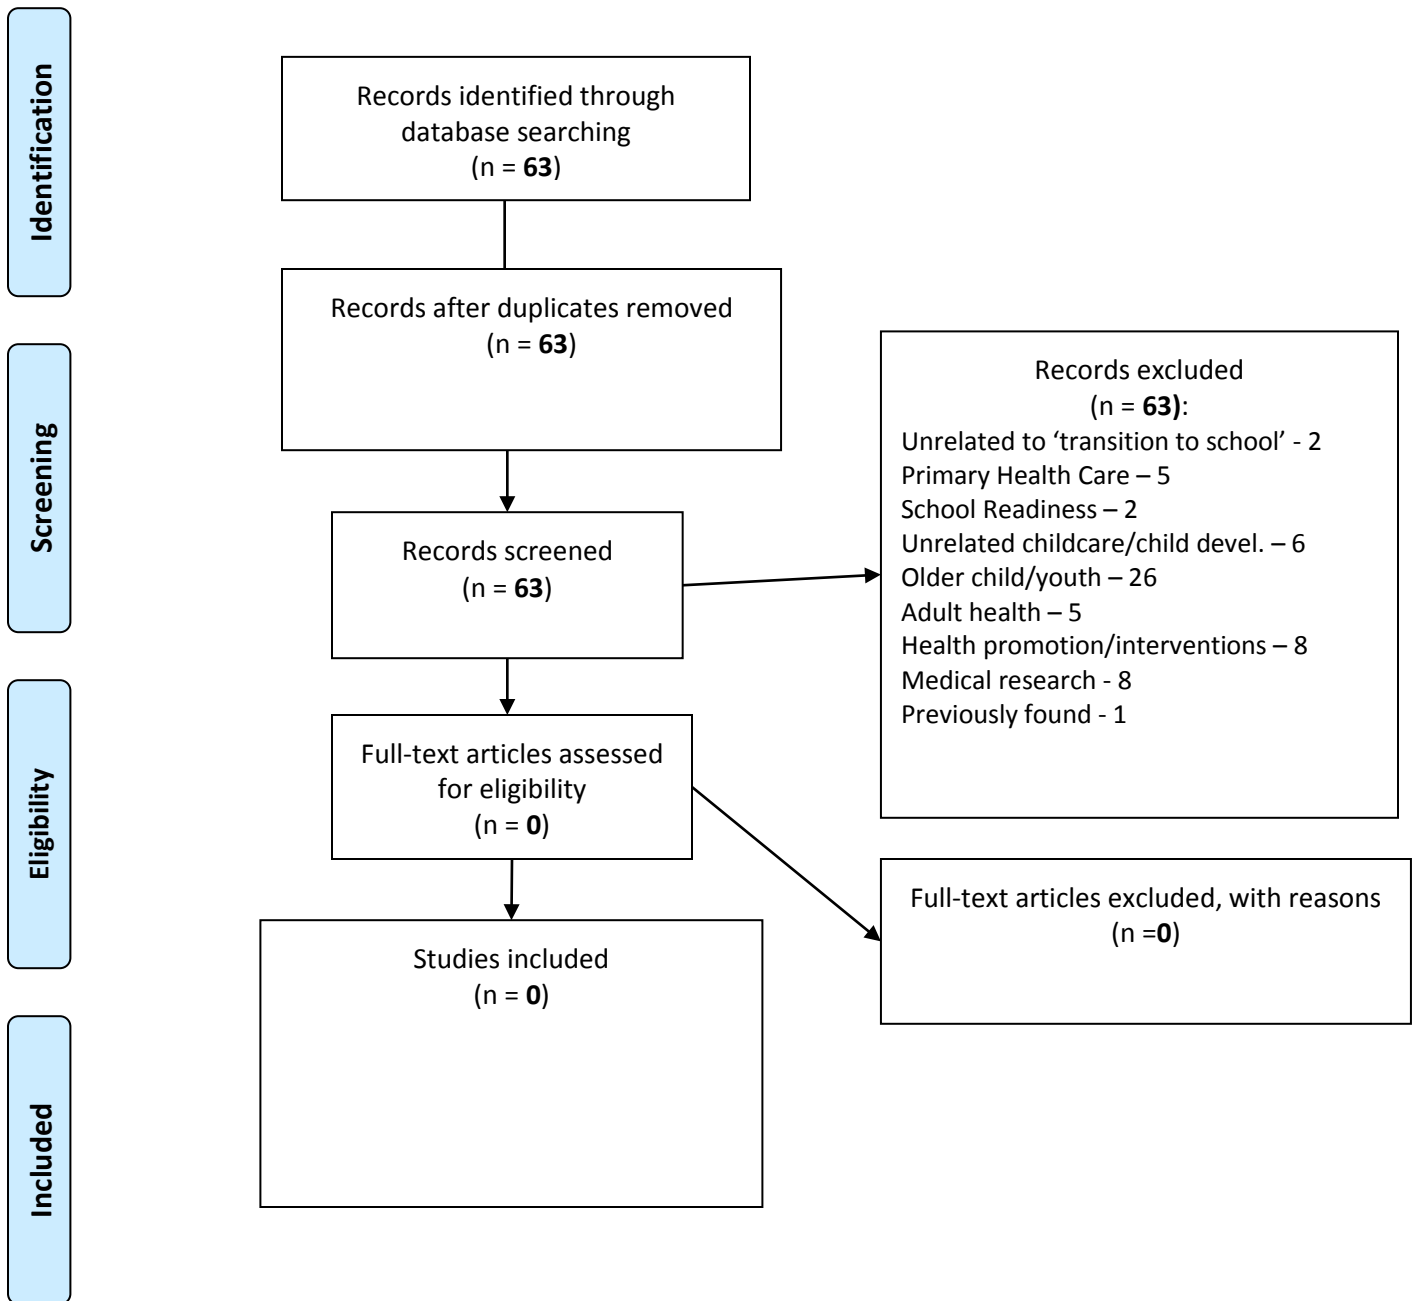 Identification
Records identified through
database searching
(n = 63)
Records after duplicates removed
(n = 63)
Screening
Records screened
(n = 63)
Records excluded
(n = 63):
Unrelated to ‘transition to school’ - 2
Primary Health Care – 5
School Readiness – 2
Unrelated childcare/child devel. – 6
Older child/youth – 26
Adult health – 5
Health promotion/interventions – 8
Medical research - 8
Previously found - 1
Eligibility
Full-text articles assessed
for eligibility
(n = 0)
Full-text articles excluded, with reasons
(n =0)
Included
Studies included
(n = 0)